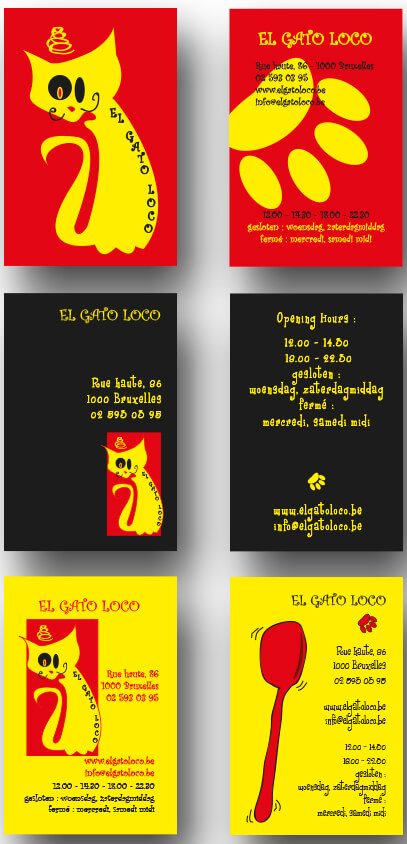 EL GATO LOCO
EL GATO LOCO
Rue haute, 86 - 1000 Bruxelles
02 593 03 95
www.elgatoloco.be
info@elgatoloco.be
12.00 - 14.30 - 18.00 - 22.30
gesloten : woensdag, zaterdagmiddag
fermé : mercredi, samedi midi
EL GATO LOCO
Rue haute, 86
1000 Bruxelles
02 593 03 95
EL GATO LOCO
Opening Hours :
12.00 - 14.30
18.00 - 22.30
gesloten :
woensdag, zaterdagmiddag
fermé :
mercredi, samedi midi
www.elgatoloco.be
info@elgatoloco.be
EL GATO LOCO
EL GATO LOCO
Rue haute, 86
1000 Bruxelles
02 593 03 95
www.elgatoloco.be
info@elgatoloco.be
12.00 - 14.30 - 18.00 - 22.30
gesloten : woensdag, zaterdagmiddag
fermé : mercredi, samedi midi
EL GATO LOCO
Rue haute, 86
1000 Bruxelles
02 593 03 95
www.elgatoloco.be
info@elgatoloco.be
12.00 - 14.30
18.00 - 22.30
gesloten :
woensdag, zaterdagmiddag
fermé :
mercredi, samedi midi